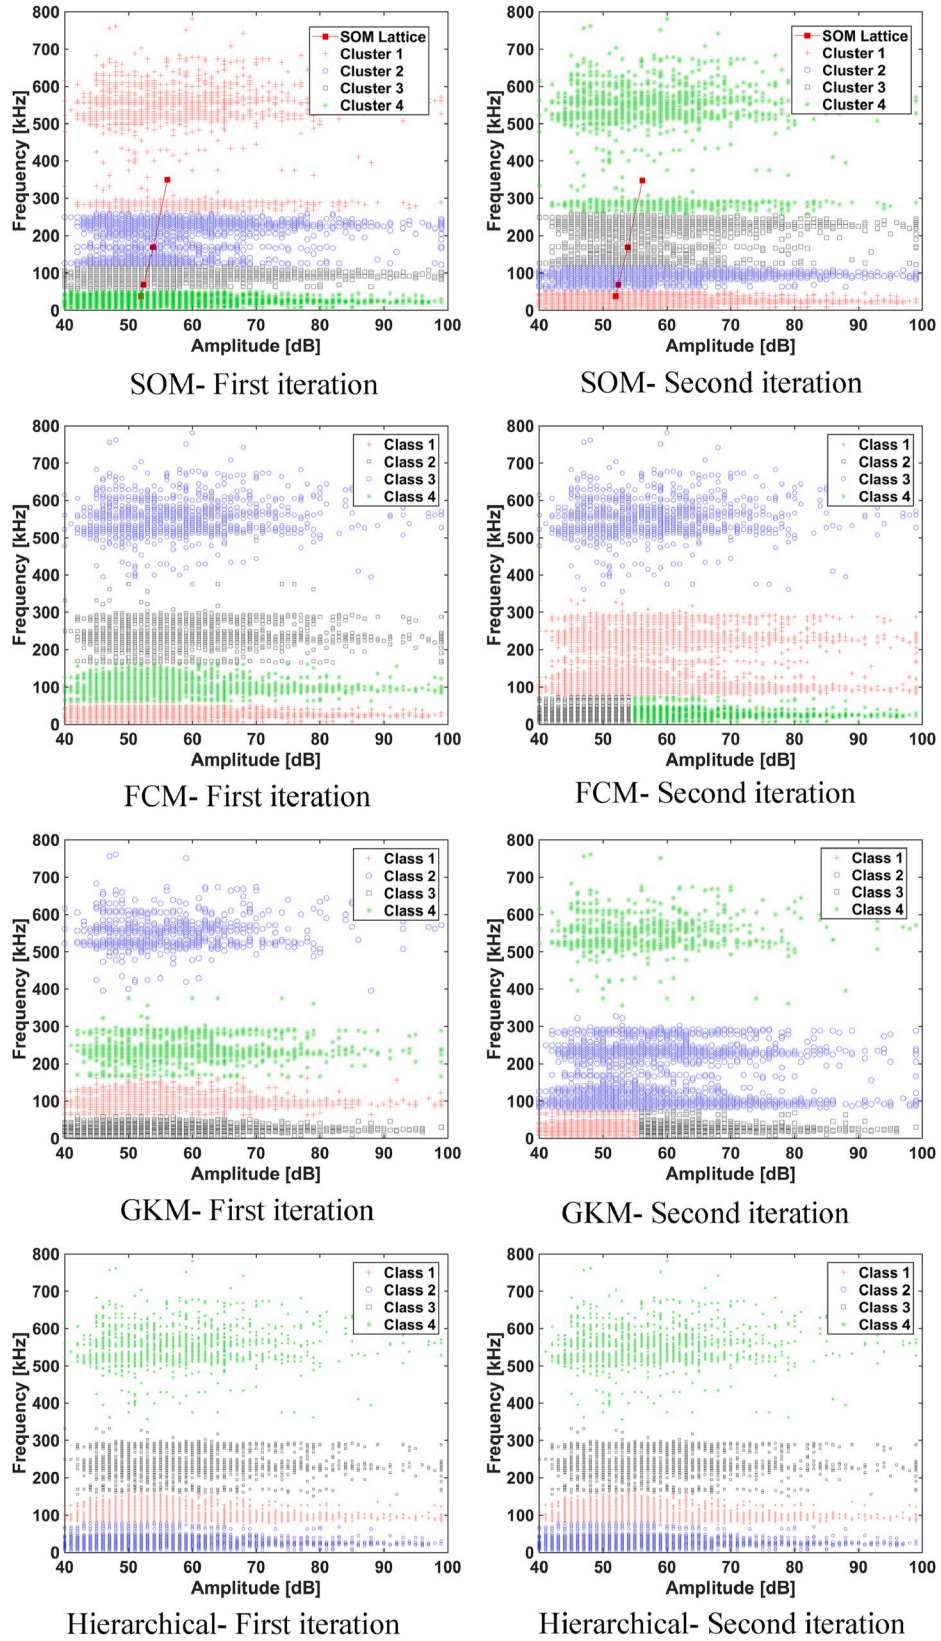 800
700
600
500
400
300
200
100
0
Frequency [kHz]
SOM Lattice
Cluster 1
Cluster 2
Cluster 3
Cluster 4
40 50 60 70 80 90 100
Amplitude [dB]
SOM- First iteration
800
700
600
500
400
300
200
100
0
Frequency [kHz]
SOM Lattice
Cluster 1
Cluster 2
Cluster 3
Cluster 4
40 50 60 70 80 90 100
Amplitude [dB]
SOM- Second iteration
800
700
600
500
400
300
200
100
0
Frequency [kHz]
Class 1
Class 2
Class 3
Class 4
40 50 60 70 80 90 100
Amplitude [dB]
FCM- First iteration
800
700
600
500
400
300
200
100
0
Frequency [kHz]
Class 1
Class 2
Class 3
Class 4
40 50 60 70 80 90 100
Amplitude [dB]
FCM- Second iteration
800
700
600
500
400
300
200
100
0
Frequency [kHz]
Class 1
Class 2
Class 3
Class 4
40 50 60 70 80 90 100
Amplitude [dB]
GKM- First iteration
800
700
600
500
400
300
200
100
0
Frequency [kHz]
Class 1
Class 2
Class 3
Class 4
40 50 60 70 80 90 100
Amplitude [dB]
GKM- Second iteration
800
700
600
500
400
300
200
100
0
Frequency [kHz]
Class 1
Class 2
Class 3
Class 4
40 50 60 70 80 90 100
Amplitude [dB]
Hierarchical- First iteration
800
700
600
500
400
300
200
100
0
Frequency [kHz]
Class 1
Class 2
Class 3
Class 4
40 50 60 70 80 90 100
Amplitude [dB]
Hierarchical- Second iteration